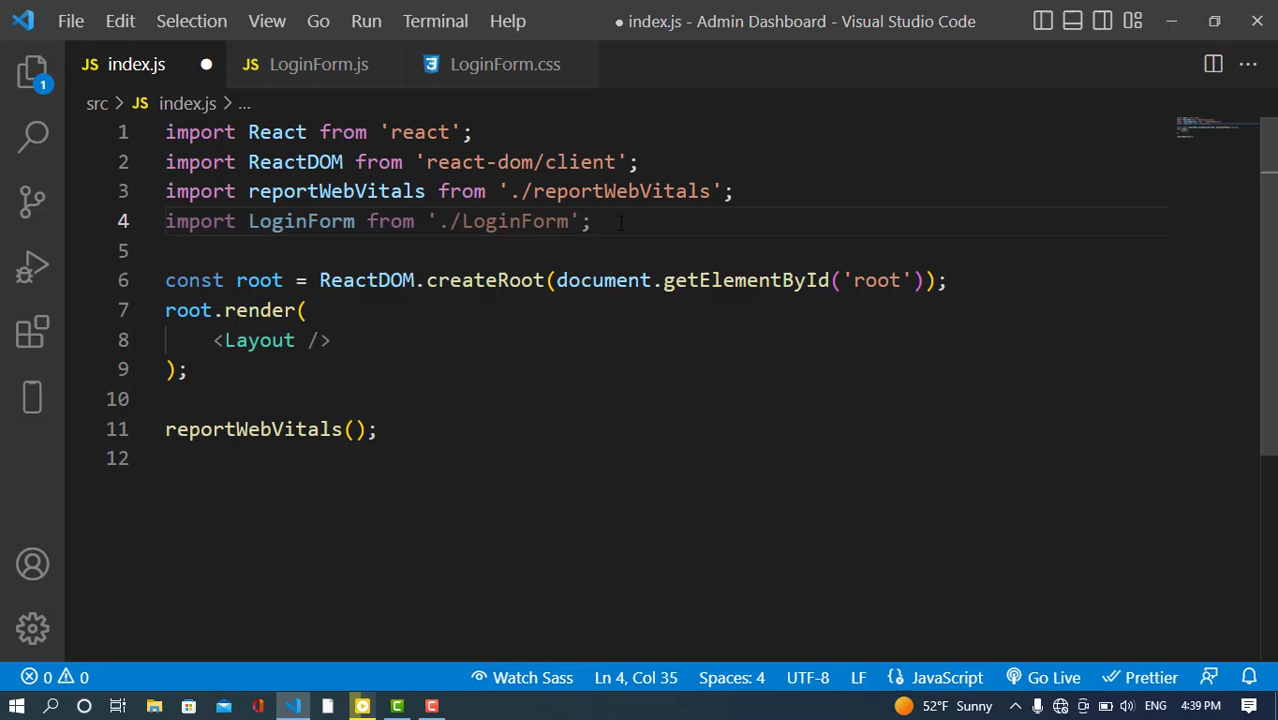 File Edit Selection View Go Run Terminal Help ● index.js - Admin Dashboard - Visual Studio Code
JS index.js ● JS LoginForm.js LoginForm.css
1
src > JS index.js > ...
1 import React from 'react';
2 import ReactDOM from 'react-dom/client';
3 import reportWebVitals from './reportWebVitals';
4 import LoginForm from './LoginForm';
5
6 const root = ReactDOM.createRoot(document.getElementById('root'));
7 root.render(
8 <Layout />
9 );
10
11 reportWebVitals();
12
0 0 Watch Sass Ln 4, Col 35 Spaces: 4 UTF-8 LF JavaScript Go Live Prettier
52°F Sunny ENG 4:39 PM